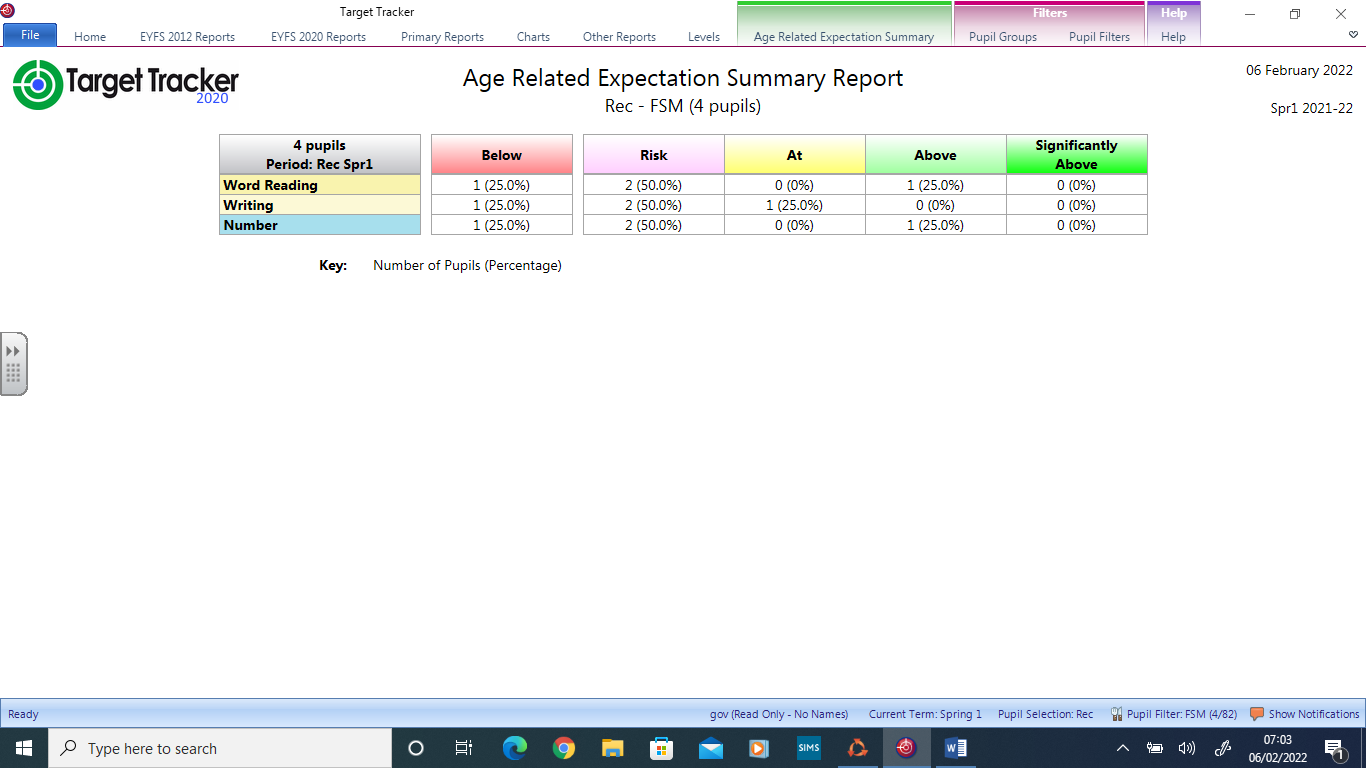 Target Tracker
Filters
Help
File Home EYFS 2012 Reports EYFS 2020 Reports Primary Reports Charts Other Reports Levels Age Related Expectation Summary Pupil Groups Pupil Filters Help
Target Tracker
2020
Age Related Expectation Summary Report
Rec - FSM (4 pupils)
06 February 2022
Spr1 2021-22
4 pupils
Period: Rec Spr1
Below Risk At Above Significantly
Above
Word Reading 1 (25.0%) 2 (50.0%) 0 (0%) 1 (25.0%) 0 (0%)
Writing 1 (25.0%) 2 (50.0%) 1 (25.0%) 0 (0%) 0 (0%)
Number 1 (25.0%) 2 (50.0%) 0 (0%) 1 (25.0%) 0 (0%)
Key: Number of Pupils (Percentage)
Ready gov (Read Only - No Names) Current Term: Spring 1 Pupil Selection: Rec Pupil Filter: FSM (4/82) Show Notifications
Type here to search
SIMS
07:03
06/02/2022
1